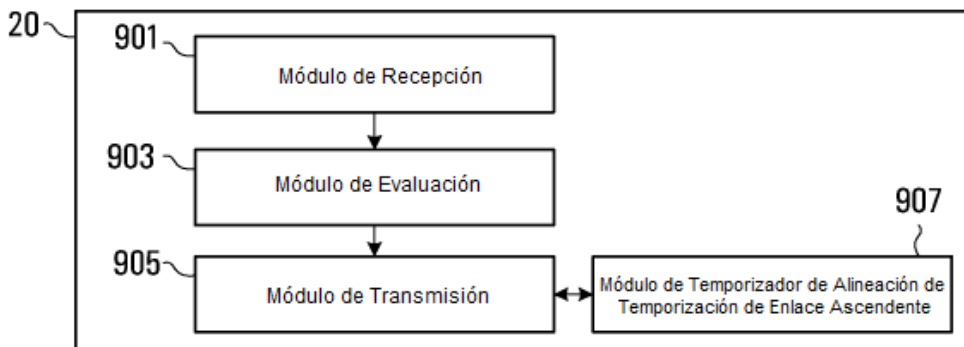 20
901
Módulo de Recepción
903
Módulo de Evaluación
907
905
Módulo de Transmisión
Módulo de Temporizador de Alineación de
Temporización de Enlace Ascendente